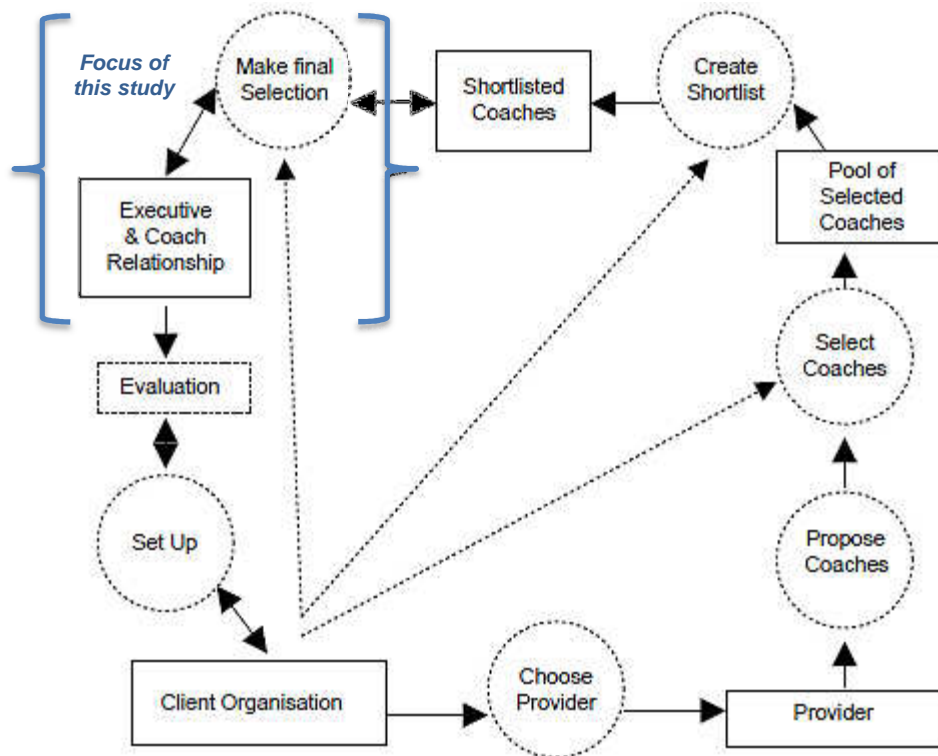 Focus of
this study
Make final
Selection
Shortlisted
Coaches
Create
Shortlist
Pool of
Selected
Coaches
Executive
& Coach
Relationship
Select
Coaches
Evaluation
Set Up
Propose
Coaches
Client Organisation
Choose
Provider
Provider